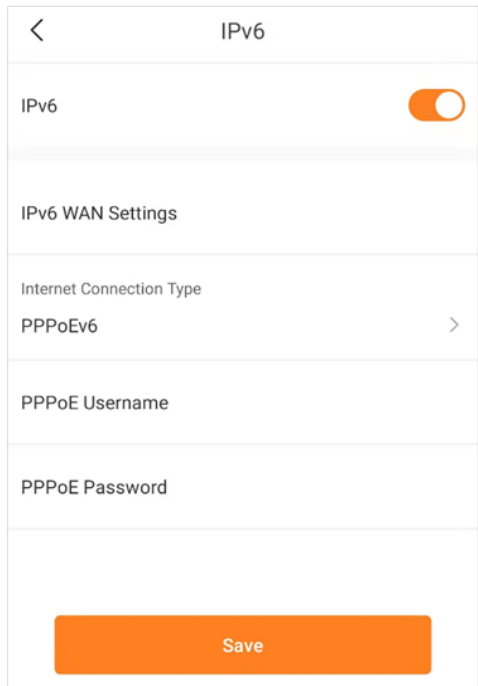 IPv6
IPv6
IPv6 WAN Settings
Internet Connection Type
PPPoEv6
PPPoE Username
PPPoE Password
Save